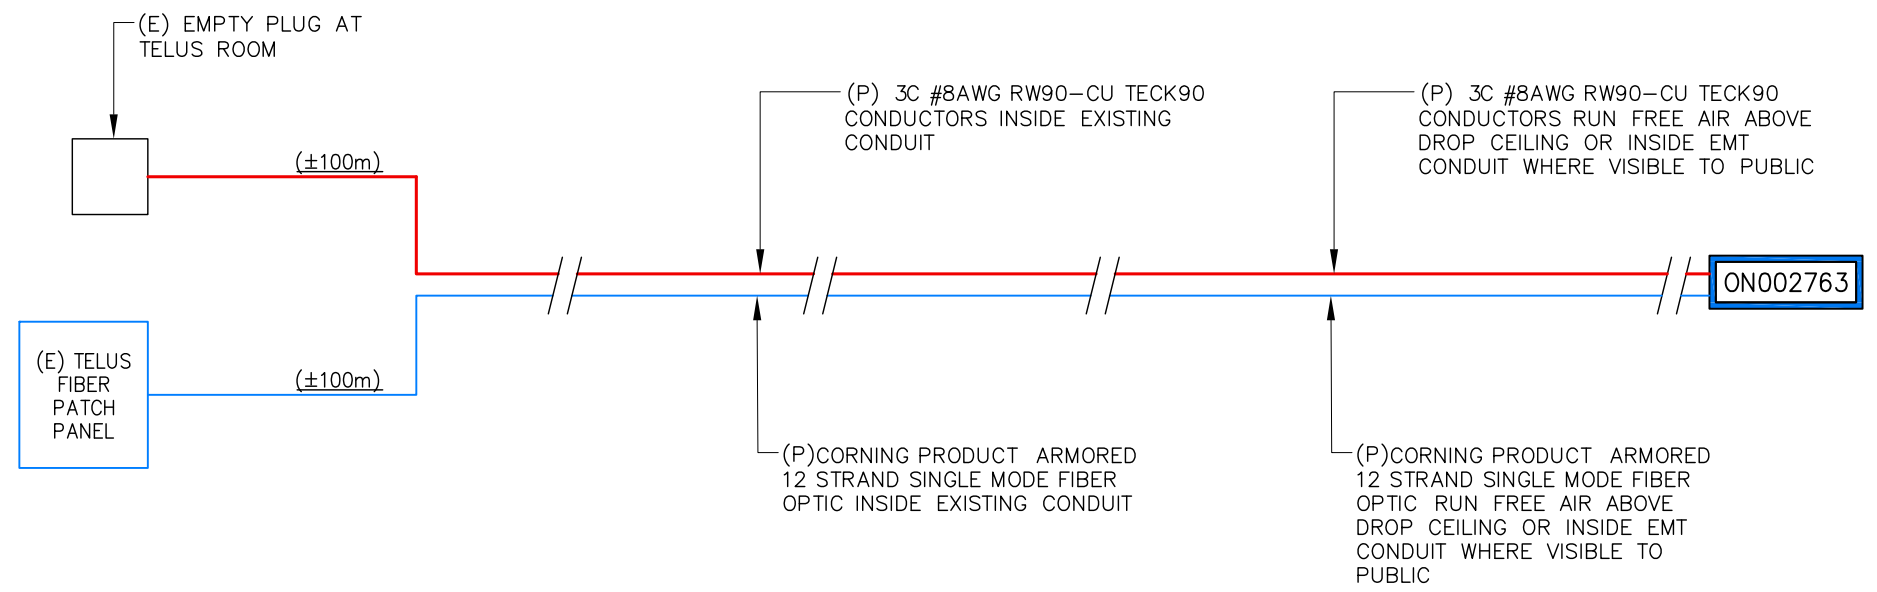 (E) EMPTY PLUG AT
TELUS ROOM
(P) 3C #8AWG RW90-CU TECK90
CONDUCTORS INSIDE EXISTING
CONDUIT
(P) 3C #8AWG RW90-CU TECK90
CONDUCTORS RUN FREE AIR ABOVE
DROP CEILING OR INSIDE EMT
CONDUIT WHERE VISIBLE TO PUBLIC
(±100m)
ON002763
(E) TELUS
FIBER
PATCH
PANEL
(±100m)
(P)CORNING PRODUCT ARMORED
12 STRAND SINGLE MODE FIBER
OPTIC INSIDE EXISTING CONDUIT
(P)CORNING PRODUCT ARMORED
12 STRAND SINGLE MODE FIBER
OPTIC RUN FREE AIR ABOVE
DROP CEILING OR INSIDE EMT
CONDUIT WHERE VISIBLE TO
PUBLIC